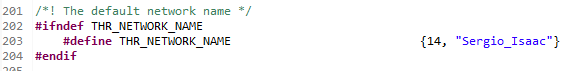 201 /*! The default network name */
202 #ifndef THR_NETWORK_NAME
203     #define THR_NETWORK_NAME                          {14, "Sergio_Isaac"}
204 #endif